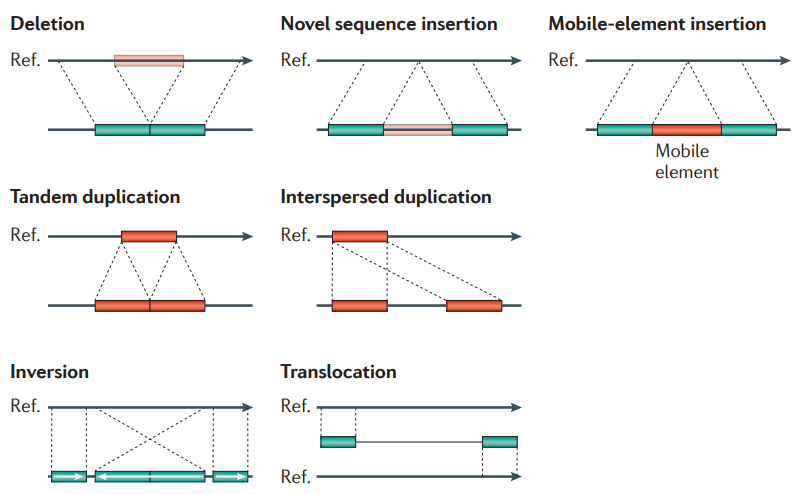 Deletion
Novel sequence insertion
Mobile-element insertion
Ref.
Ref.
Ref.
Mobile
element
Tandem duplication
Interspersed duplication
Ref.
Ref.
Inversion
Translocation
Ref.
Ref.
Ref.